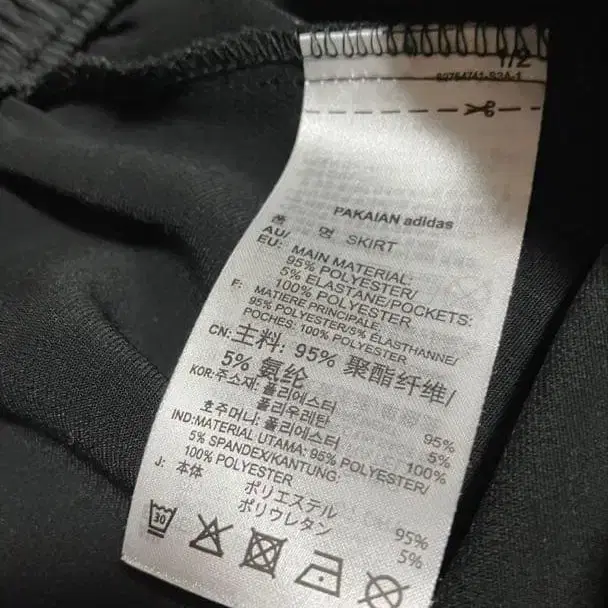 1/2
PAKAIAN adidas
품 명 SKIRT
AU/
EU: MAIN MATERIAL:
95% POLYESTER/
5% ELASTANE/POCKETS:
100% POLYESTER
F: MATIERE PRINCIPALE:
95% POLYESTER/5% ELASTHANNE/
POCHES: 100% POLYESTER
CN: 主料: 95% 聚酯纤维/
5% 氨纶
KOR: 주소재: 폴리에스터 95%
폴리우레탄 5%
호주머니: 폴리에스터 100%
IND: MATERIAL UTAMA: 95% POLYESTER/
5% SPANDEX/KANTUNG:
100% POLYESTER
J: 本体
ポリエステル 95%
ポリウレタン 5%
30